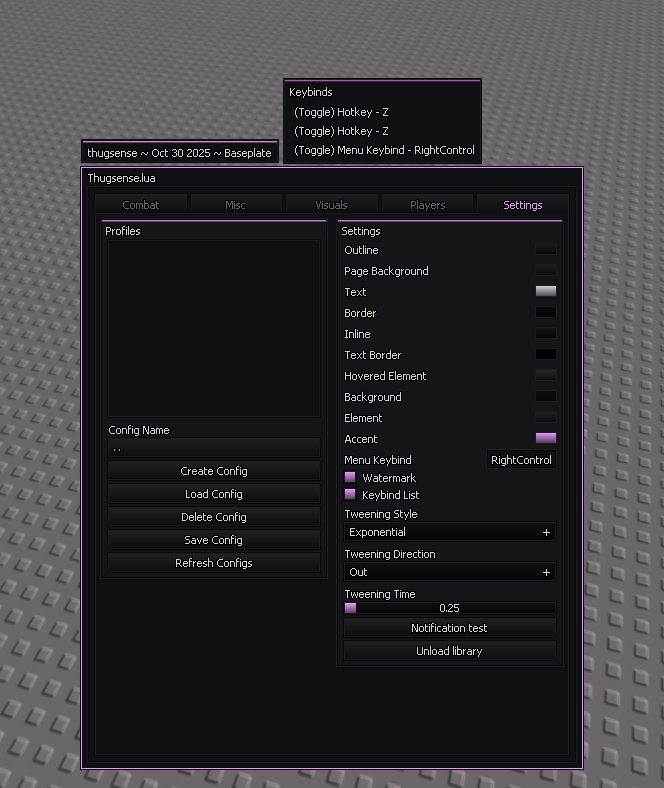 Keybinds
(Toggle) Hotkey - Z
(Toggle) Hotkey - Z
(Toggle) Menu Keybind - RightControl
thugsense ~ Oct 30 2025 ~ Baseplate
Thugsense.lua
Combat Misc Visuals Players Settings
Profiles
Config Name
..
Create Config
Load Config
Delete Config
Save Config
Refresh Configs
Settings
Outline
Page Background
Text
Border
Inline
Text Border
Hovered Element
Background
Element
Accent
Menu Keybind RightControl
Watermark
Keybind List
Tweening Style
Exponential +
Tweening Direction
Out +
Tweening Time
0.25
Notification test
Unload library